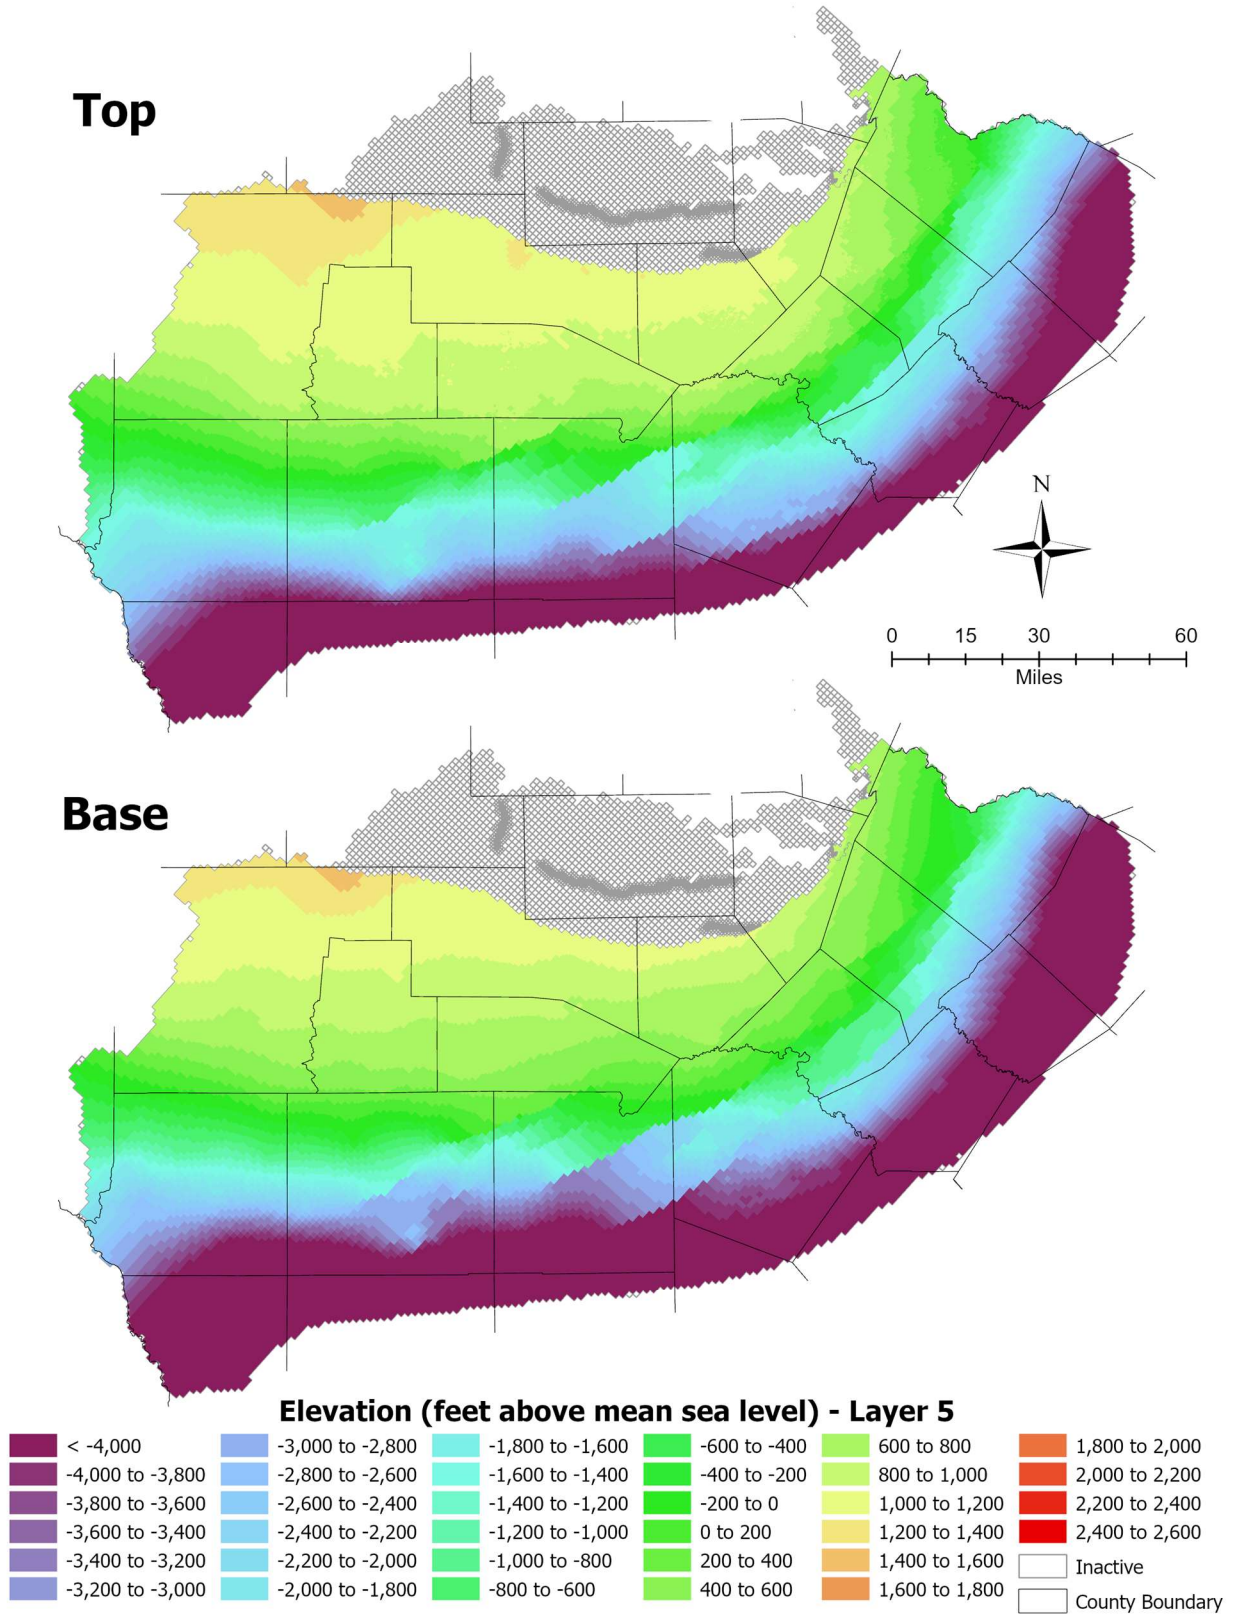 Top
N
0 15 30 60
Miles
Base
Elevation (feet above mean sea level) - Layer 5
< -4,000
-4,000 to -3,800
-3,800 to -3,600
-3,600 to -3,400
-3,400 to -3,200
-3,200 to -3,000
-3,000 to -2,800
-2,800 to -2,600
-2,600 to -2,400
-2,400 to -2,200
-2,200 to -2,000
-2,000 to -1,800
-1,800 to -1,600
-1,600 to -1,400
-1,400 to -1,200
-1,200 to -1,000
-1,000 to -800
-800 to -600
-600 to -400
-400 to -200
-200 to 0
0 to 200
200 to 400
400 to 600
600 to 800
800 to 1,000
1,000 to 1,200
1,200 to 1,400
1,400 to 1,600
1,600 to 1,800
1,800 to 2,000
2,000 to 2,200
2,200 to 2,400
2,400 to 2,600
Inactive
County Boundary